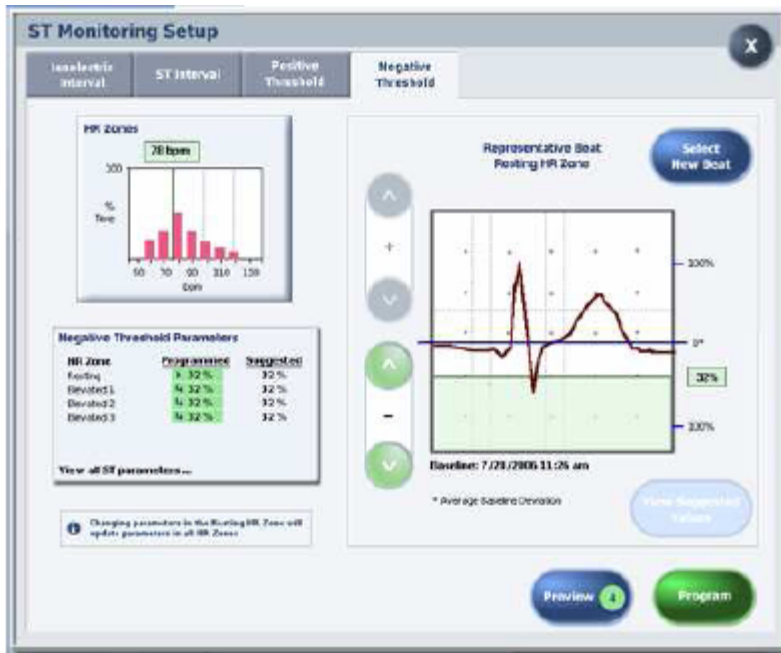 ST Monitoring Setup
X
Isoelectric
Interval
ST Interval
Positive
Threshold
Negative
Threshold
HR Zones
78 bpm
100
%
Time
50 70 90 110 130
bpm
Representative Beat
Resting HR Zone
Select
New Beat
+
-
100%
0*
32%
100%
Baseline: 7/20/2006 11:26 am
* Average Baseline Deviation
View Suggested
Values
Negative Threshold Parameters
HR Zone Programmed Suggested
Resting 32 % 32 %
Elevated 1 32 % 32 %
Elevated 2 32 % 32 %
Elevated 3 32 % 32 %
View all ST parameters...
i Changing parameters in the Resting HR Zone will
update parameters in all HR Zones
Preview 4
Program